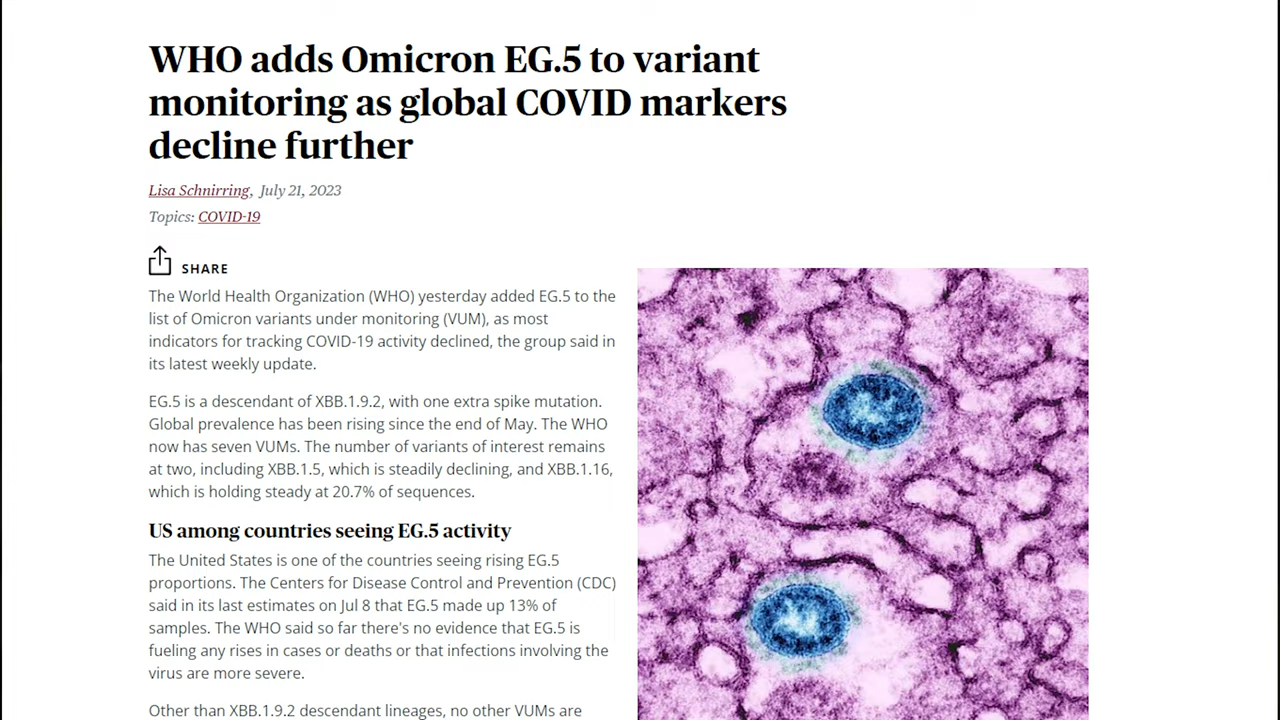 WHO adds Omicron EG.5 to variant
monitoring as global COVID markers
decline further
Lisa Schnirring, July 21, 2023
Topics: COVID-19
SHARE
The World Health Organization (WHO) yesterday added EG.5 to the
list of Omicron variants under monitoring (VUM), as most
indicators for tracking COVID-19 activity declined, the group said in
its latest weekly update.
EG.5 is a descendant of XBB.1.9.2, with one extra spike mutation.
Global prevalence has been rising since the end of May. The WHO
now has seven VUMs. The number of variants of interest remains
at two, including XBB.1.5, which is steadily declining, and XBB.1.16,
which is holding steady at 20.7% of sequences.
US among countries seeing EG.5 activity
The United States is one of the countries seeing rising EG.5
proportions. The Centers for Disease Control and Prevention (CDC)
said in its last estimates on Jul 8 that EG.5 made up 13% of
samples. The WHO said so far there's no evidence that EG.5 is
fueling any rises in cases or deaths or that infections involving the
virus are more severe.
Other than XBB.1.9.2 descendant lineages, no other VUMs are